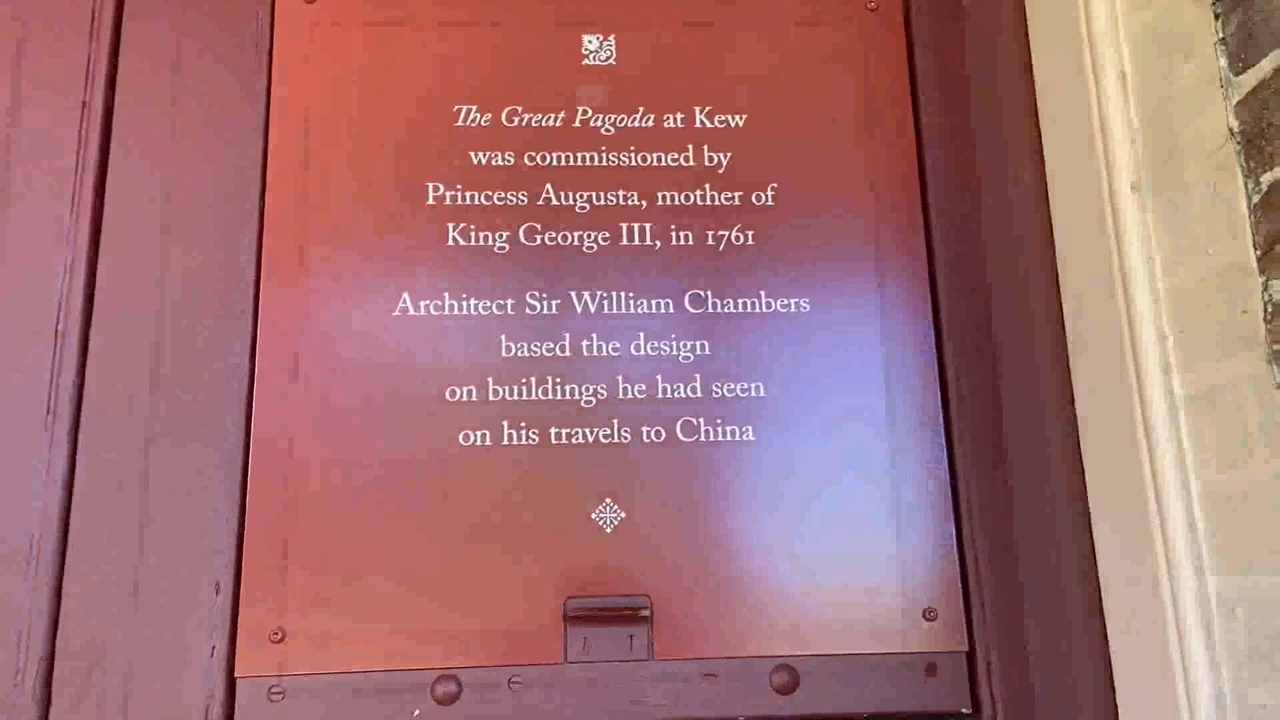 The Great Pagoda at Kew
was commissioned by
Princess Augusta, mother of
King George III, in 1761
Architect Sir William Chambers
based the design
on buildings he had seen
on his travels to China